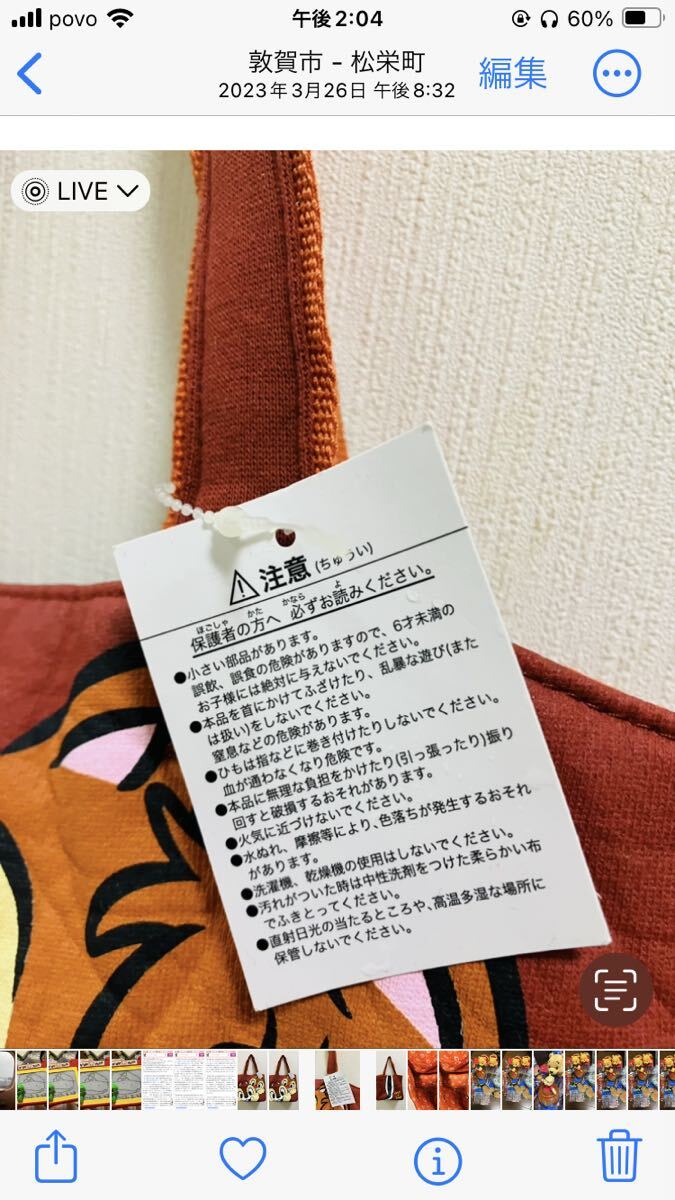 povo
午後2:04
60%
敦賀市 - 松栄町
2023年3月26日 午後8:32
編集
LIVE
注意 (ちゅうい)
保護者の方へ 必ずお読みください。
ほごしゃ かた かなら よ
●小さい部品があります。
誤飲、誤食の危険がありますので、6才未満の
お子様には絶対に与えないでください。
●本品を首にかけてふざけたり、乱暴な遊び(また
は扱い)をしないでください。
窒息などの危険があります。
●ひもは指などに巻き付けたりしないでください。
血が通わなくなり危険です。
●本品に無理な負担をかけたり(引っ張ったり)振り
回すと破損するおそれがあります。
●火気に近づけないでください。
●水ぬれ、摩擦等により、色落ちが発生するおそれ
があります。
●洗濯機、乾燥機の使用はしないでください。
●汚れがついた時は中性洗剤をつけた柔らかい布
でふきとってください。
●直射日光の当たるところや、高温多湿な場所に
保管しないでください。